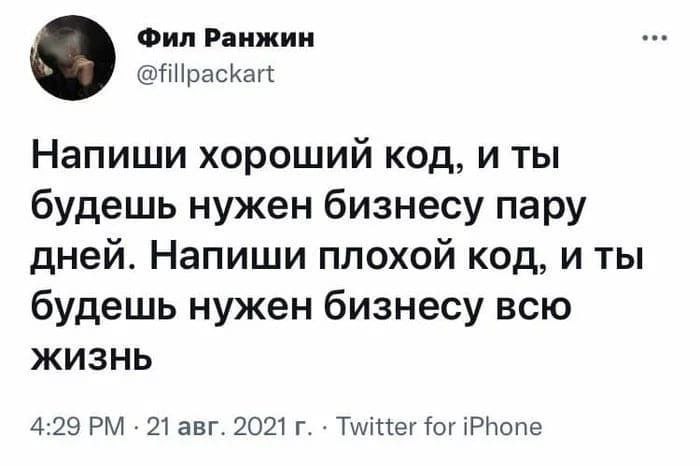 Фил Ранжин
@fillpackart
Напиши хороший код, и ты
будешь нужен бизнесу пару
дней. Напиши плохой код, и ты
будешь нужен бизнесу всю
жизнь
4:29 PM · 21 авг. 2021 г. · Twitter for iPhone